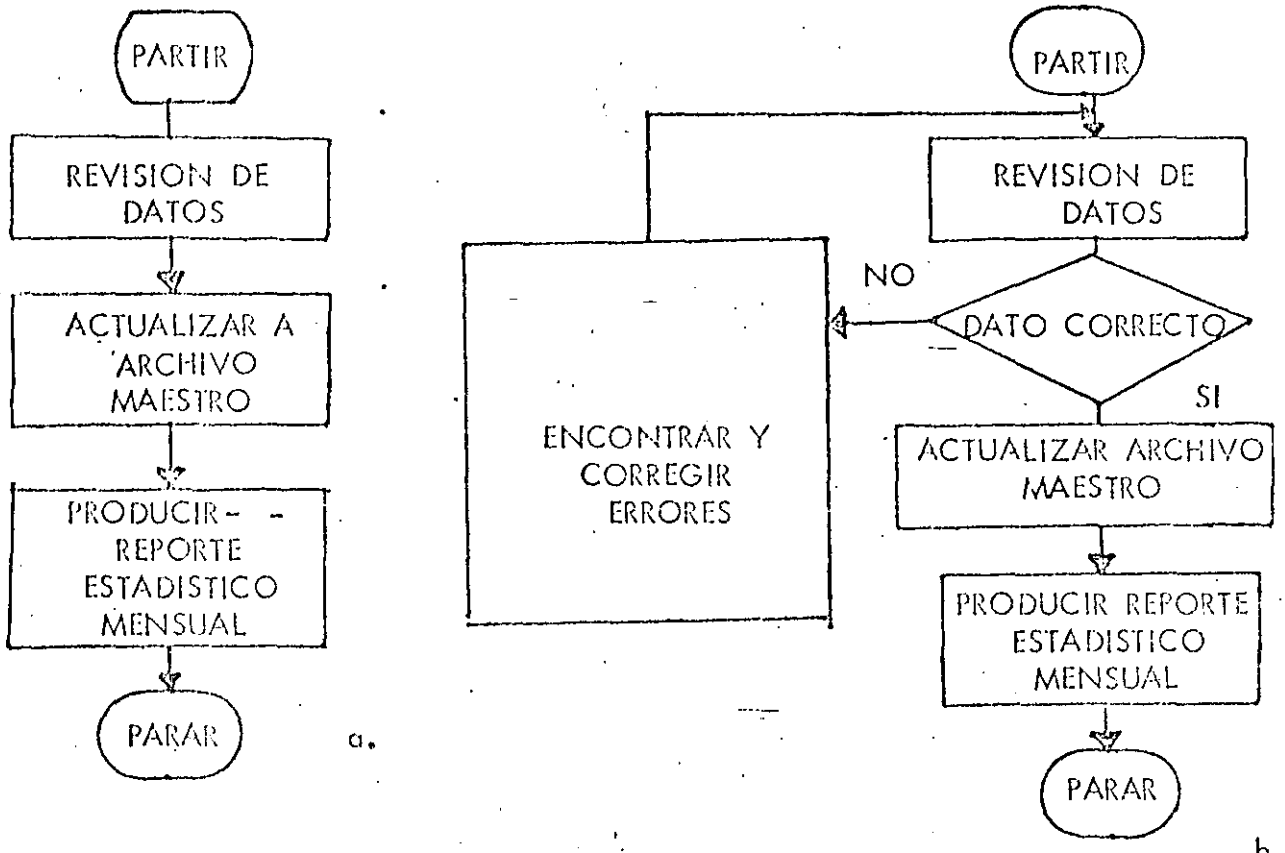 PARTIR
REVISION DE
DATOS
ACTUALIZAR A
ARCHIVO
MAESTRO
PRODUCIR- -
REPORTE
ESTADISTICO
MENSUAL
PARAR
a.
PARTIR
REVISION DE
DATOS
NO
DATO CORRECTO
SI
ENCONTRAR Y
CORREGIR
ERRORES
ACTUALIZAR ARCHIVO
MAESTRO
PRODUCIR REPORTE
ESTADISTICO
MENSUAL
PARAR
b